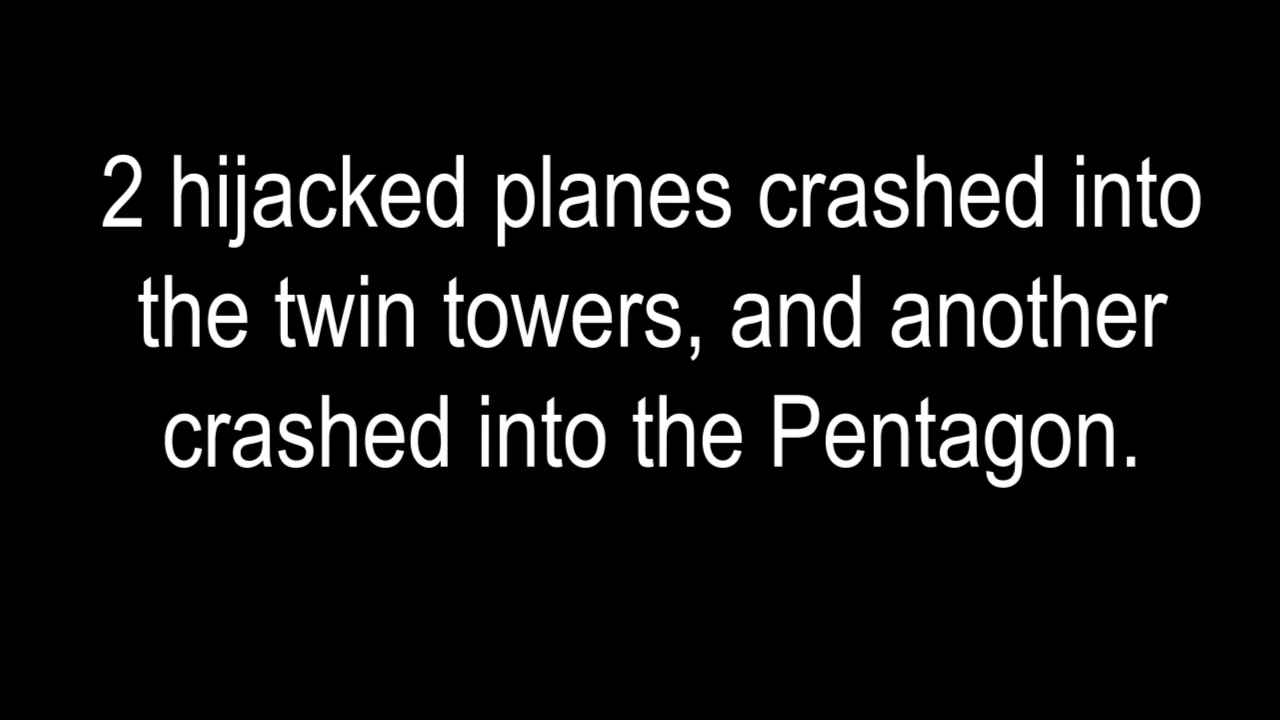 2 hijacked planes crashed into
the twin towers, and another
crashed into the Pentagon.